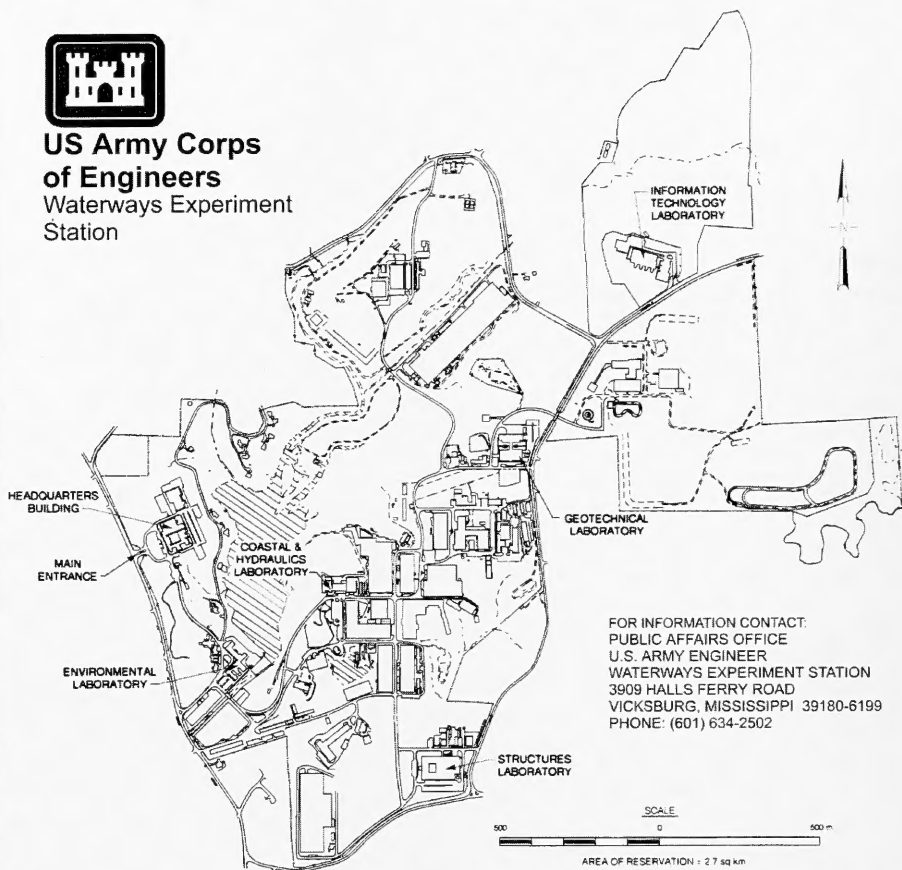 US Army Corps
of Engineers
Waterways Experiment
Station
INFORMATION
TECHNOLOGY
LABORATORY
N
HEADQUARTERS
BUILDING
MAIN
ENTRANCE
COASTAL &
HYDRAULICS
LABORATORY
GEOTECHNICAL
LABORATORY
ENVIRONMENTAL
LABORATORY
STRUCTURES
LABORATORY
FOR INFORMATION CONTACT:
PUBLIC AFFAIRS OFFICE
U.S. ARMY ENGINEER
WATERWAYS EXPERIMENT STATION
3909 HALLS FERRY ROAD
VICKSBURG, MISSISSIPPI 39180-6199
PHONE: (601) 634-2502
SCALE
500 0 500 m
AREA OF RESERVATION = 2.7 sq km